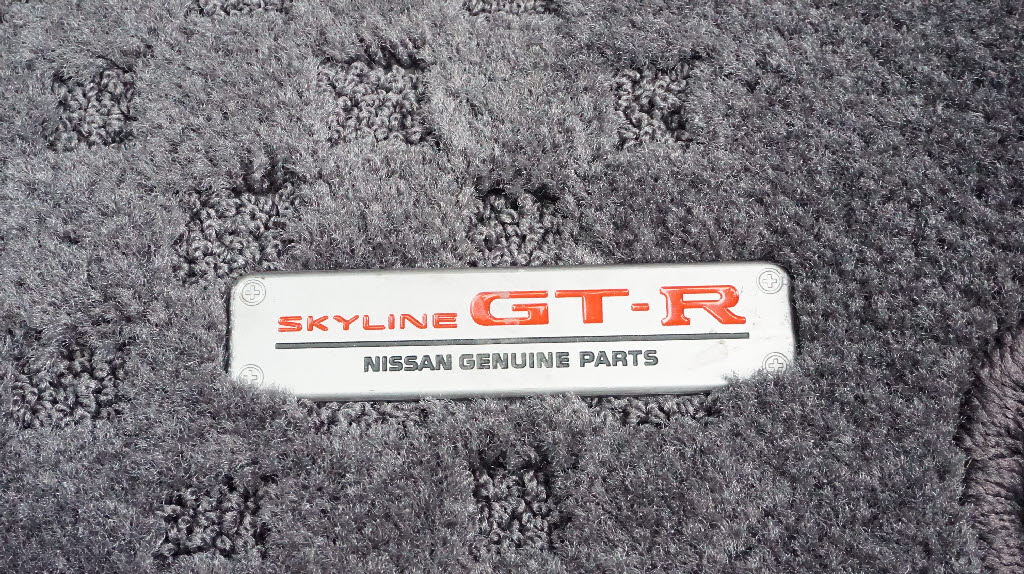 SKYLINE GT-R
NISSAN GENUINE PARTS